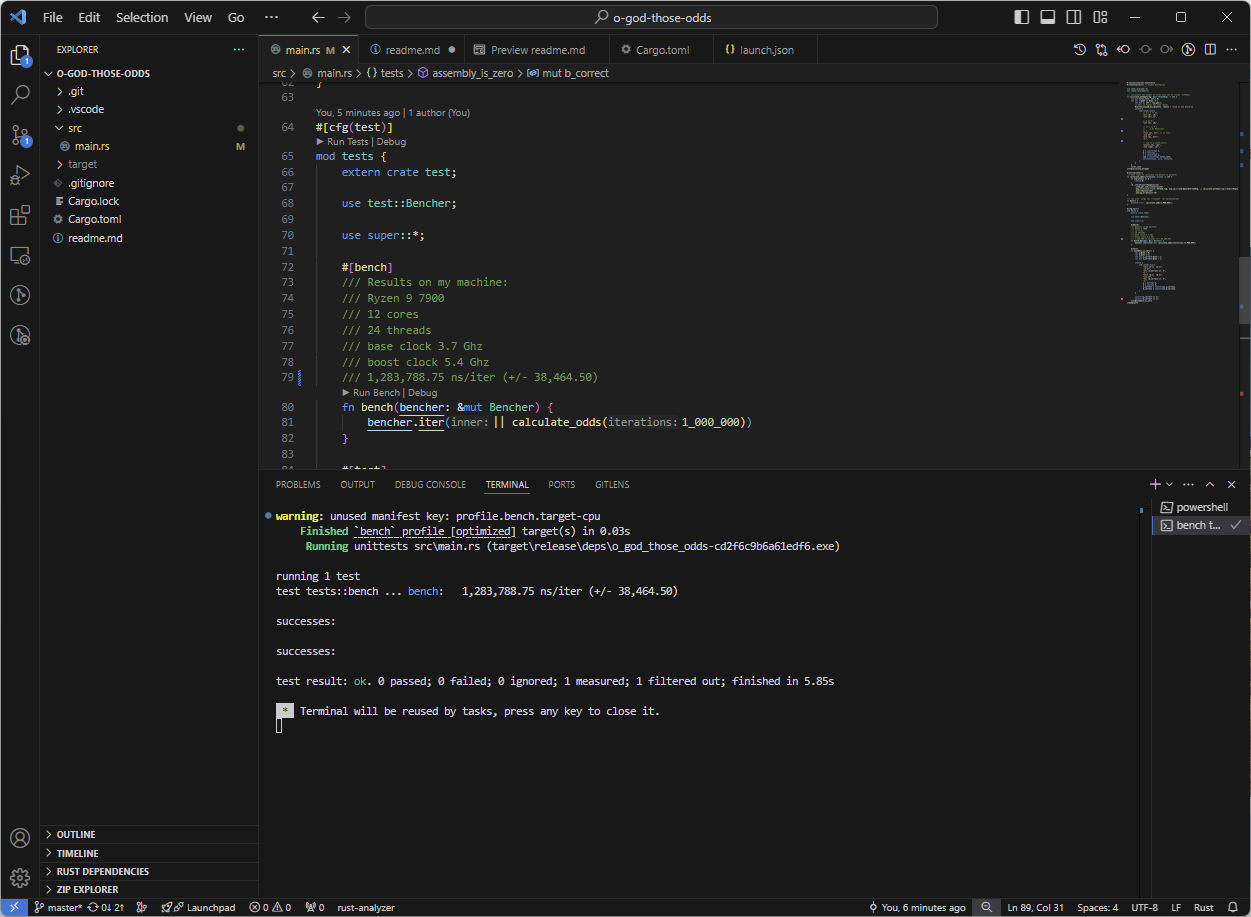 File Edit Selection View Go ··· o-god-those-odds
EXPLORER ···
main.rs M readme.md Preview readme.md Cargo.toml {} launch.json
O-GOD-THOSE-ODDS
.git
.vscode
src
main.rs M
target
.gitignore
Cargo.lock
Cargo.toml
readme.md
src > main.rs > {} tests > assembly_is_zero > mut b_correct
62 }
63
You, 5 minutes ago | 1 author (You)
64 #[cfg(test)]
Run Tests | Debug
65 mod tests {
66 extern crate test;
67
68 use test::Bencher;
69
70 use super::*;
71
72 #[bench]
73 /// Results on my machine:
74 /// Ryzen 9 7900
75 /// 12 cores
76 /// 24 threads
77 /// base clock 3.7 Ghz
78 /// boost clock 5.4 Ghz
79 /// 1,283,788.75 ns/iter (+/- 38,464.50)
Run Bench | Debug
80 fn bench(bencher: &mut Bencher) {
81 bencher.iter(inner: || calculate_odds(iterations: 1_000_000))
82 }
83
84 #[test]
PROBLEMS OUTPUT DEBUG CONSOLE TERMINAL PORTS GITLENS
warning: unused manifest key: profile.bench.target-cpu
Finished `bench` profile [optimized] target(s) in 0.03s
Running unittests src\main.rs (target\release\deps\o_god_those_odds-cd2f6c9b6a61edf6.exe)
running 1 test
test tests::bench ... bench: 1,283,788.75 ns/iter (+/- 38,464.50)
successes:
successes:
test result: ok. 0 passed; 0 failed; 0 ignored; 1 measured; 1 filtered out; finished in 5.85s
* Terminal will be reused by tasks, press any key to close it.
powershell
bench t...
OUTLINE
TIMELINE
RUST DEPENDENCIES
ZIP EXPLORER
master* 0↓ 2↑ Launchpad 0 0 0 rust-analyzer You, 6 minutes ago Ln 89, Col 31 Spaces: 4 UTF-8 LF Rust